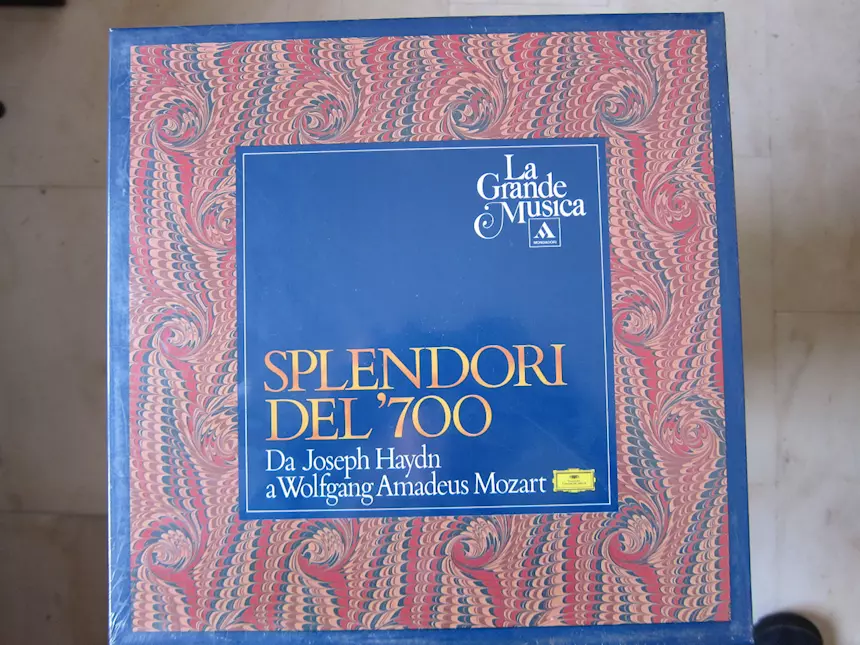 La
Grande
Musica
MONDADORI
SPLENDORI
DEL '700
Da Joseph Haydn
a Wolfgang Amadeus Mozart